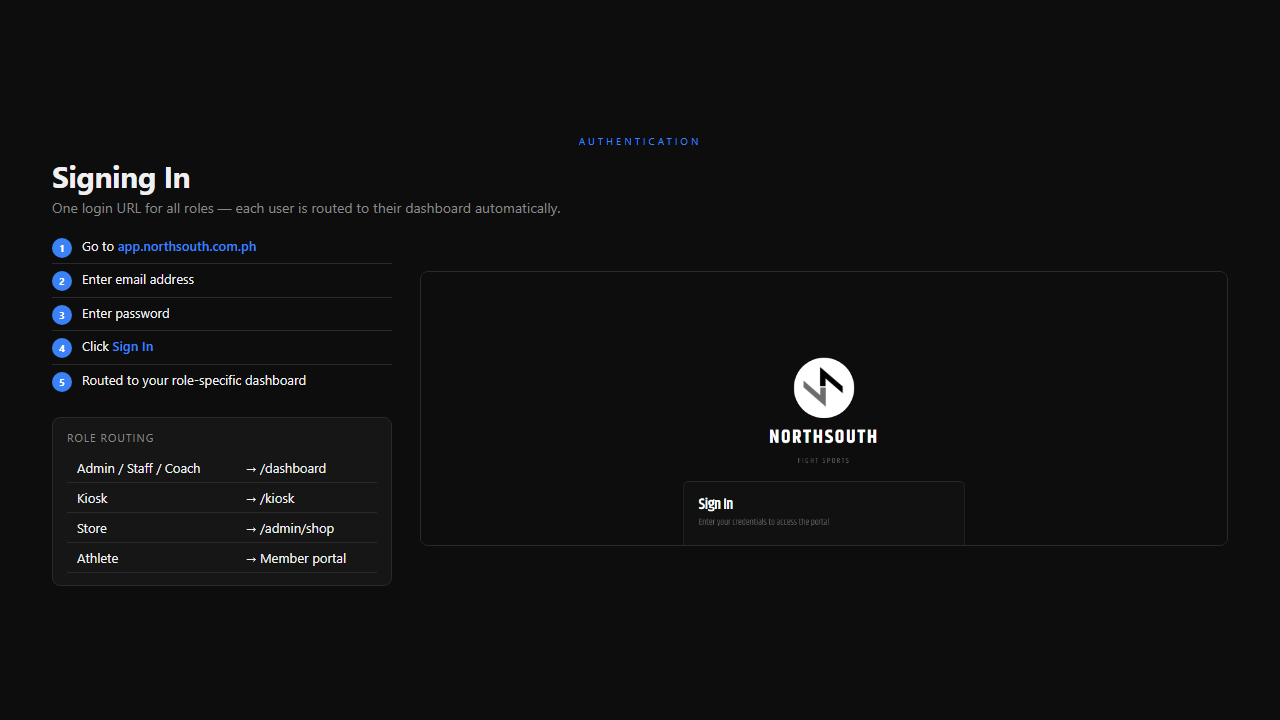 AUTHENTICATION
Signing In
One login URL for all roles — each user is routed to their dashboard automatically.
1 Go to app.northsouth.com.ph
2 Enter email address
3 Enter password
4 Click Sign In
5 Routed to your role-specific dashboard
ROLE ROUTING
Admin / Staff / Coach → /dashboard
Kiosk → /kiosk
Store → /admin/shop
Athlete → Member portal
NORTHSOUTH
FIGHT SPORTS
Sign In
Enter your credentials to access the portal